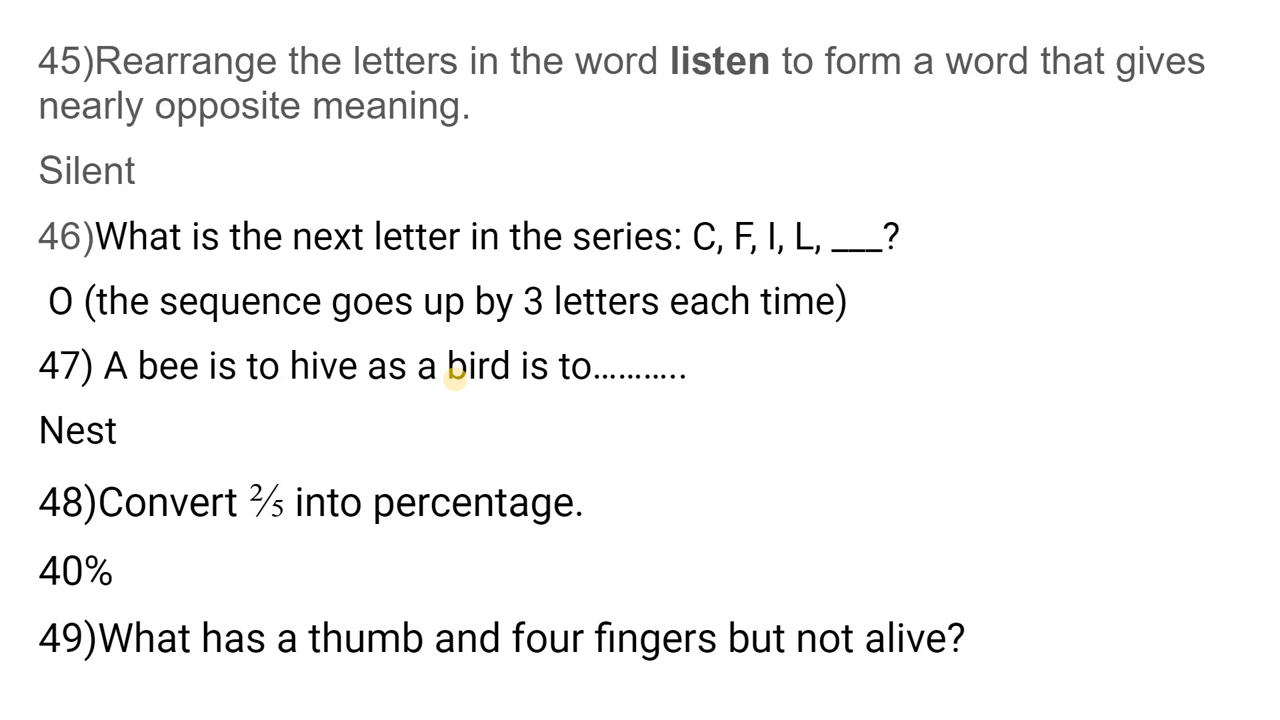 45)Rearrange the letters in the word listen to form a word that gives
nearly opposite meaning.
Silent
46)What is the next letter in the series: C, F, I, L, ___?
O (the sequence goes up by 3 letters each time)
47) A bee is to hive as a bird is to………..
Nest
48)Convert ⅖ into percentage.
40%
49)What has a thumb and four fingers but not alive?